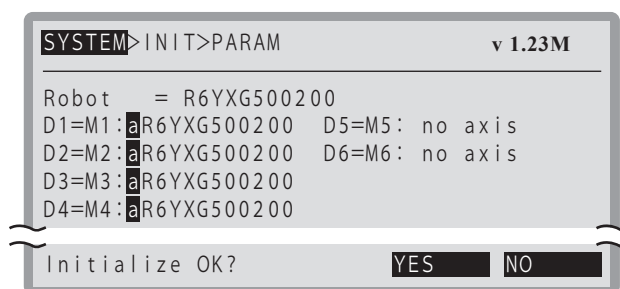 SYSTEM>INIT>PARAM v 1.23M
Robot = R6YXG500200
D1=M1:aR6YXG500200 D5=M5: no axis
D2=M2:aR6YXG500200 D6=M6: no axis
D3=M3:aR6YXG500200
D4=M4:aR6YXG500200
Initialize OK? YES NO